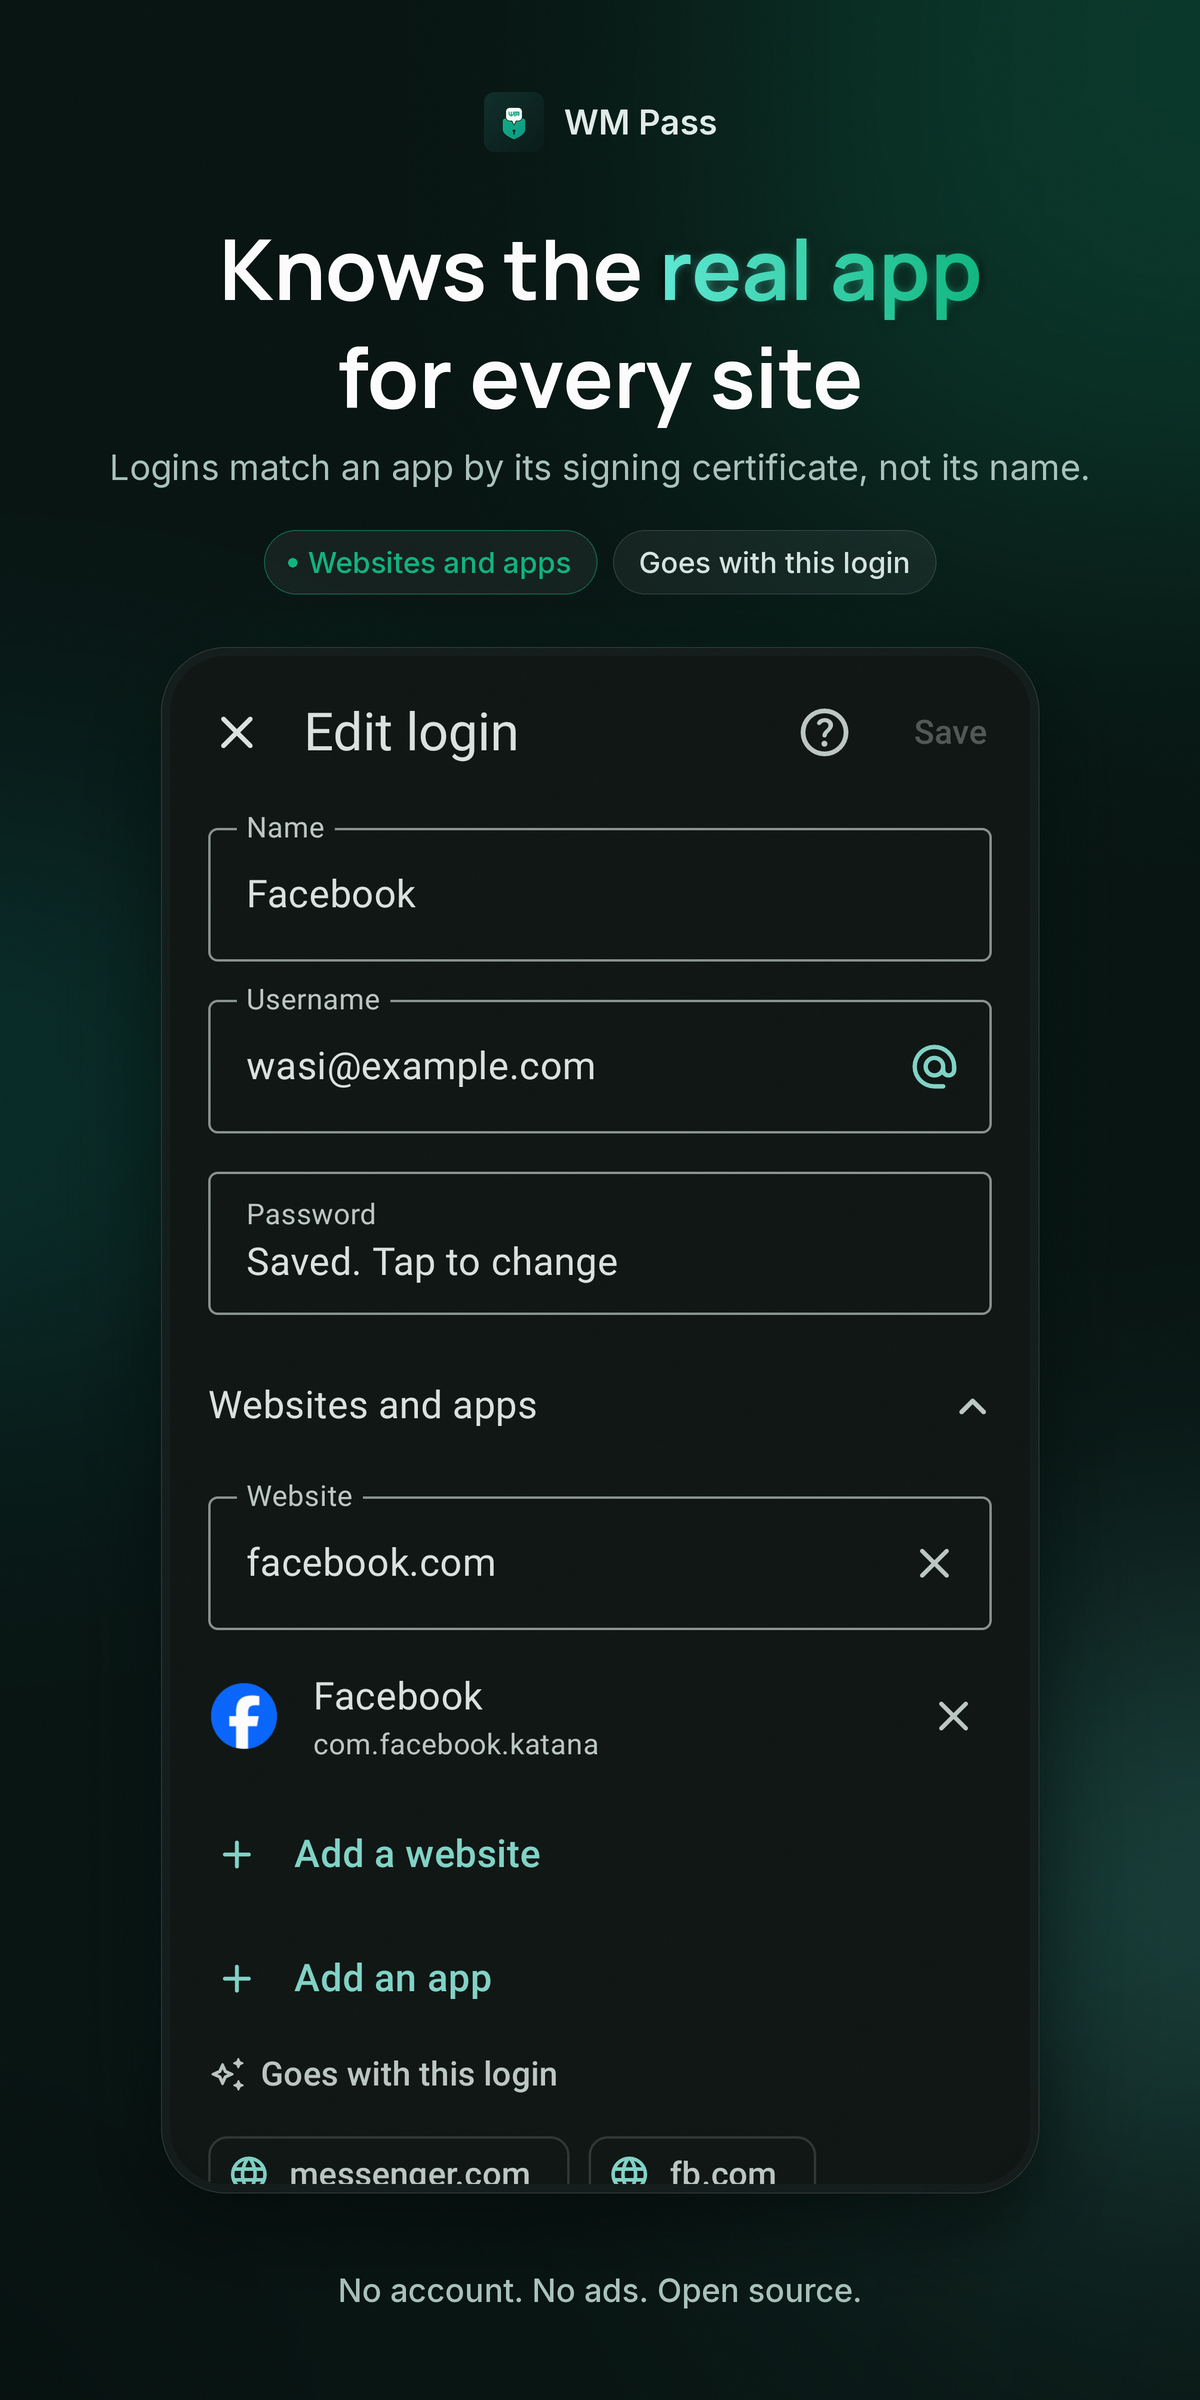 WM Pass
Knows the real app
for every site
Logins match an app by its signing certificate, not its name.
Websites and apps
Goes with this login
Edit login
Save
Name
Facebook
Username
wasi@example.com
Password
Saved. Tap to change
Websites and apps
Website
facebook.com
Facebook
com.facebook.katana
Add a website
Add an app
Goes with this login
messenger.com
fb.com
No account. No ads. Open source.